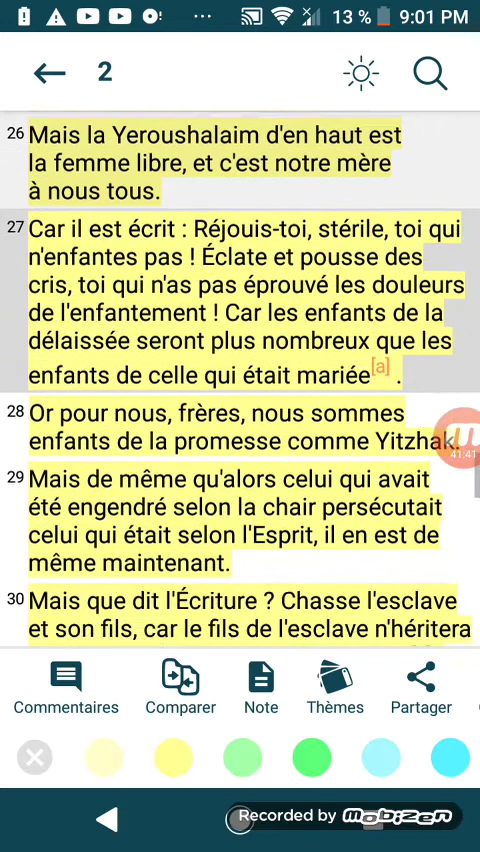 13 % 9:01 PM
2
26 Mais la Yeroushalaim d'en haut est
la femme libre, et c'est notre mère
à nous tous.
27 Car il est écrit : Réjouis-toi, stérile, toi qui
n'enfantes pas ! Éclate et pousse des
cris, toi qui n'as pas éprouvé les douleurs
de l'enfantement ! Car les enfants de la
délaissée seront plus nombreux que les
enfants de celle qui était mariée[a] .
28 Or pour nous, frères, nous sommes
enfants de la promesse comme Yitzhak.
41:41
29 Mais de même qu'alors celui qui avait
été engendré selon la chair persécutait
celui qui était selon l'Esprit, il en est de
même maintenant.
30 Mais que dit l'Écriture ? Chasse l'esclave
et son fils, car le fils de l'esclave n'héritera
Commentaires Comparer Note Thèmes Partager
Recorded by Mobizen